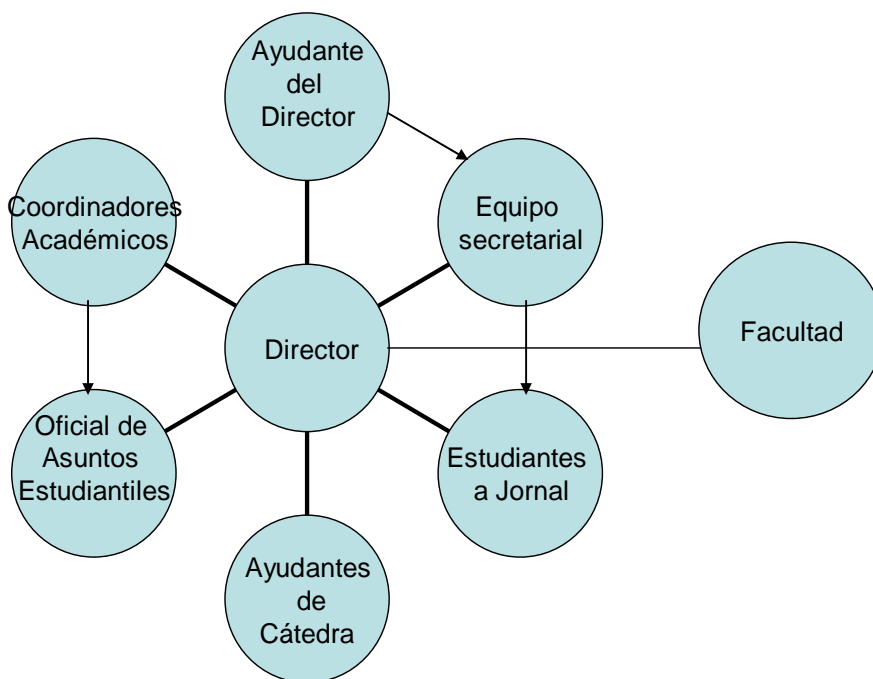 Ayudante
del
Director
Coordinadores
Académicos
Equipo
secretarial
Director
Facultad
Oficial de
Asuntos
Estudiantiles
Estudiantes
a Jornal
Ayudantes
de
Cátedra